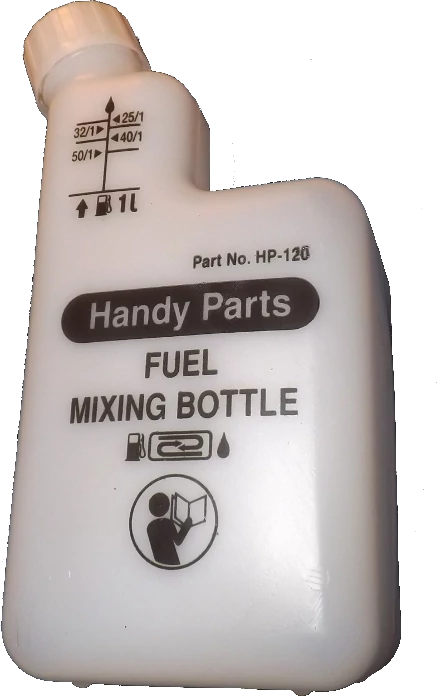 25/1
32/1
40/1
50/1
1l
Part No. HP-120
Handy Parts
FUEL
MIXING BOTTLE